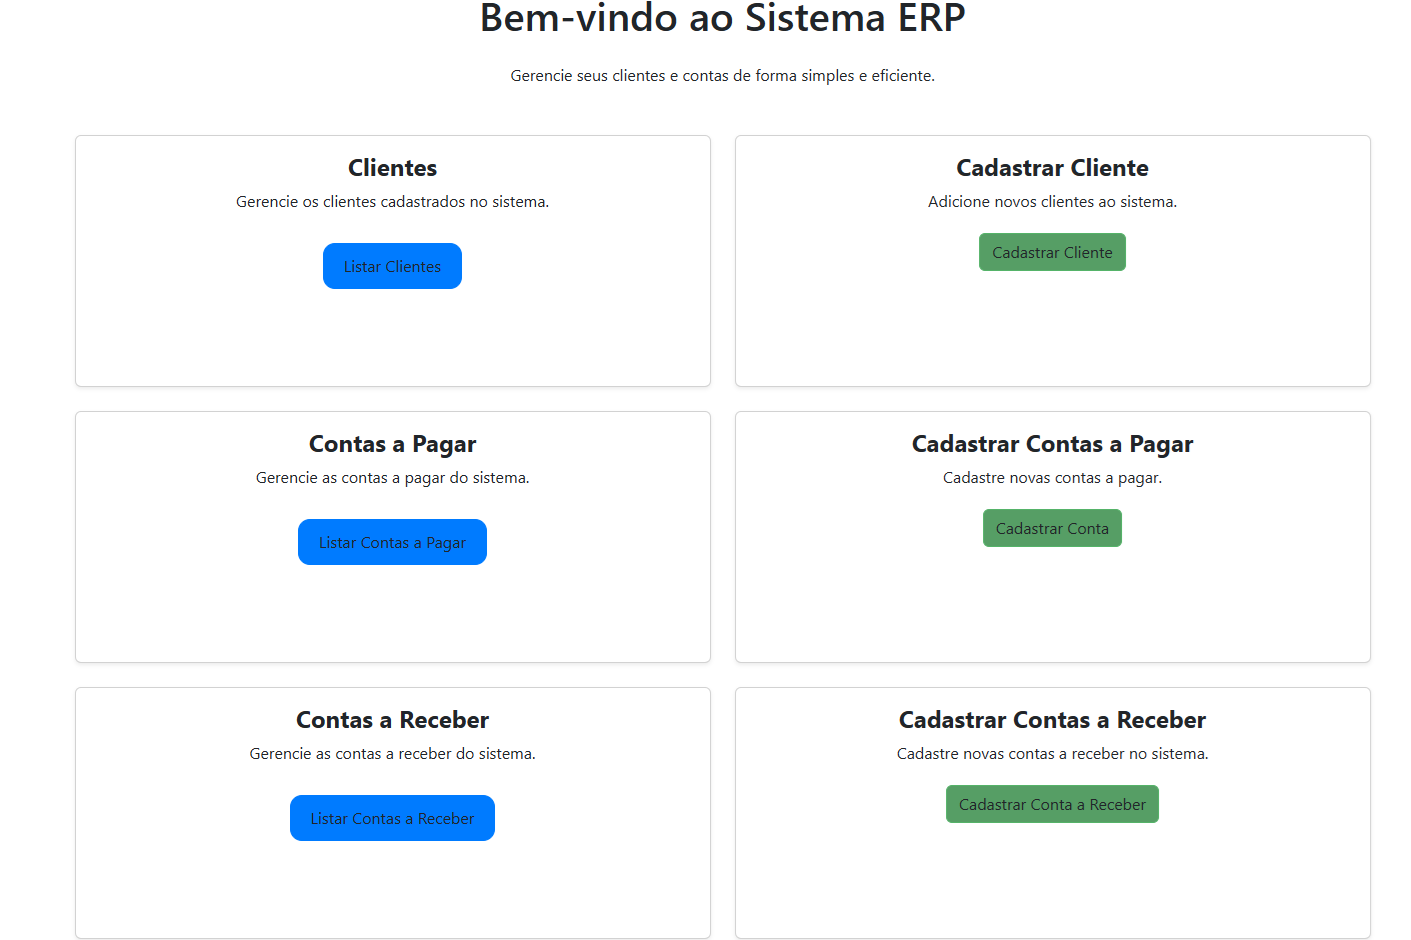 Bem-vindo ao Sistema ERP
Gerencie seus clientes e contas de forma simples e eficiente.
Clientes
Gerencie os clientes cadastrados no sistema.
Listar Clientes
Cadastrar Cliente
Adicione novos clientes ao sistema.
Cadastrar Cliente
Contas a Pagar
Gerencie as contas a pagar do sistema.
Listar Contas a Pagar
Cadastrar Contas a Pagar
Cadastre novas contas a pagar.
Cadastrar Conta
Contas a Receber
Gerencie as contas a receber do sistema.
Listar Contas a Receber
Cadastrar Contas a Receber
Cadastre novas contas a receber no sistema.
Cadastrar Conta a Receber